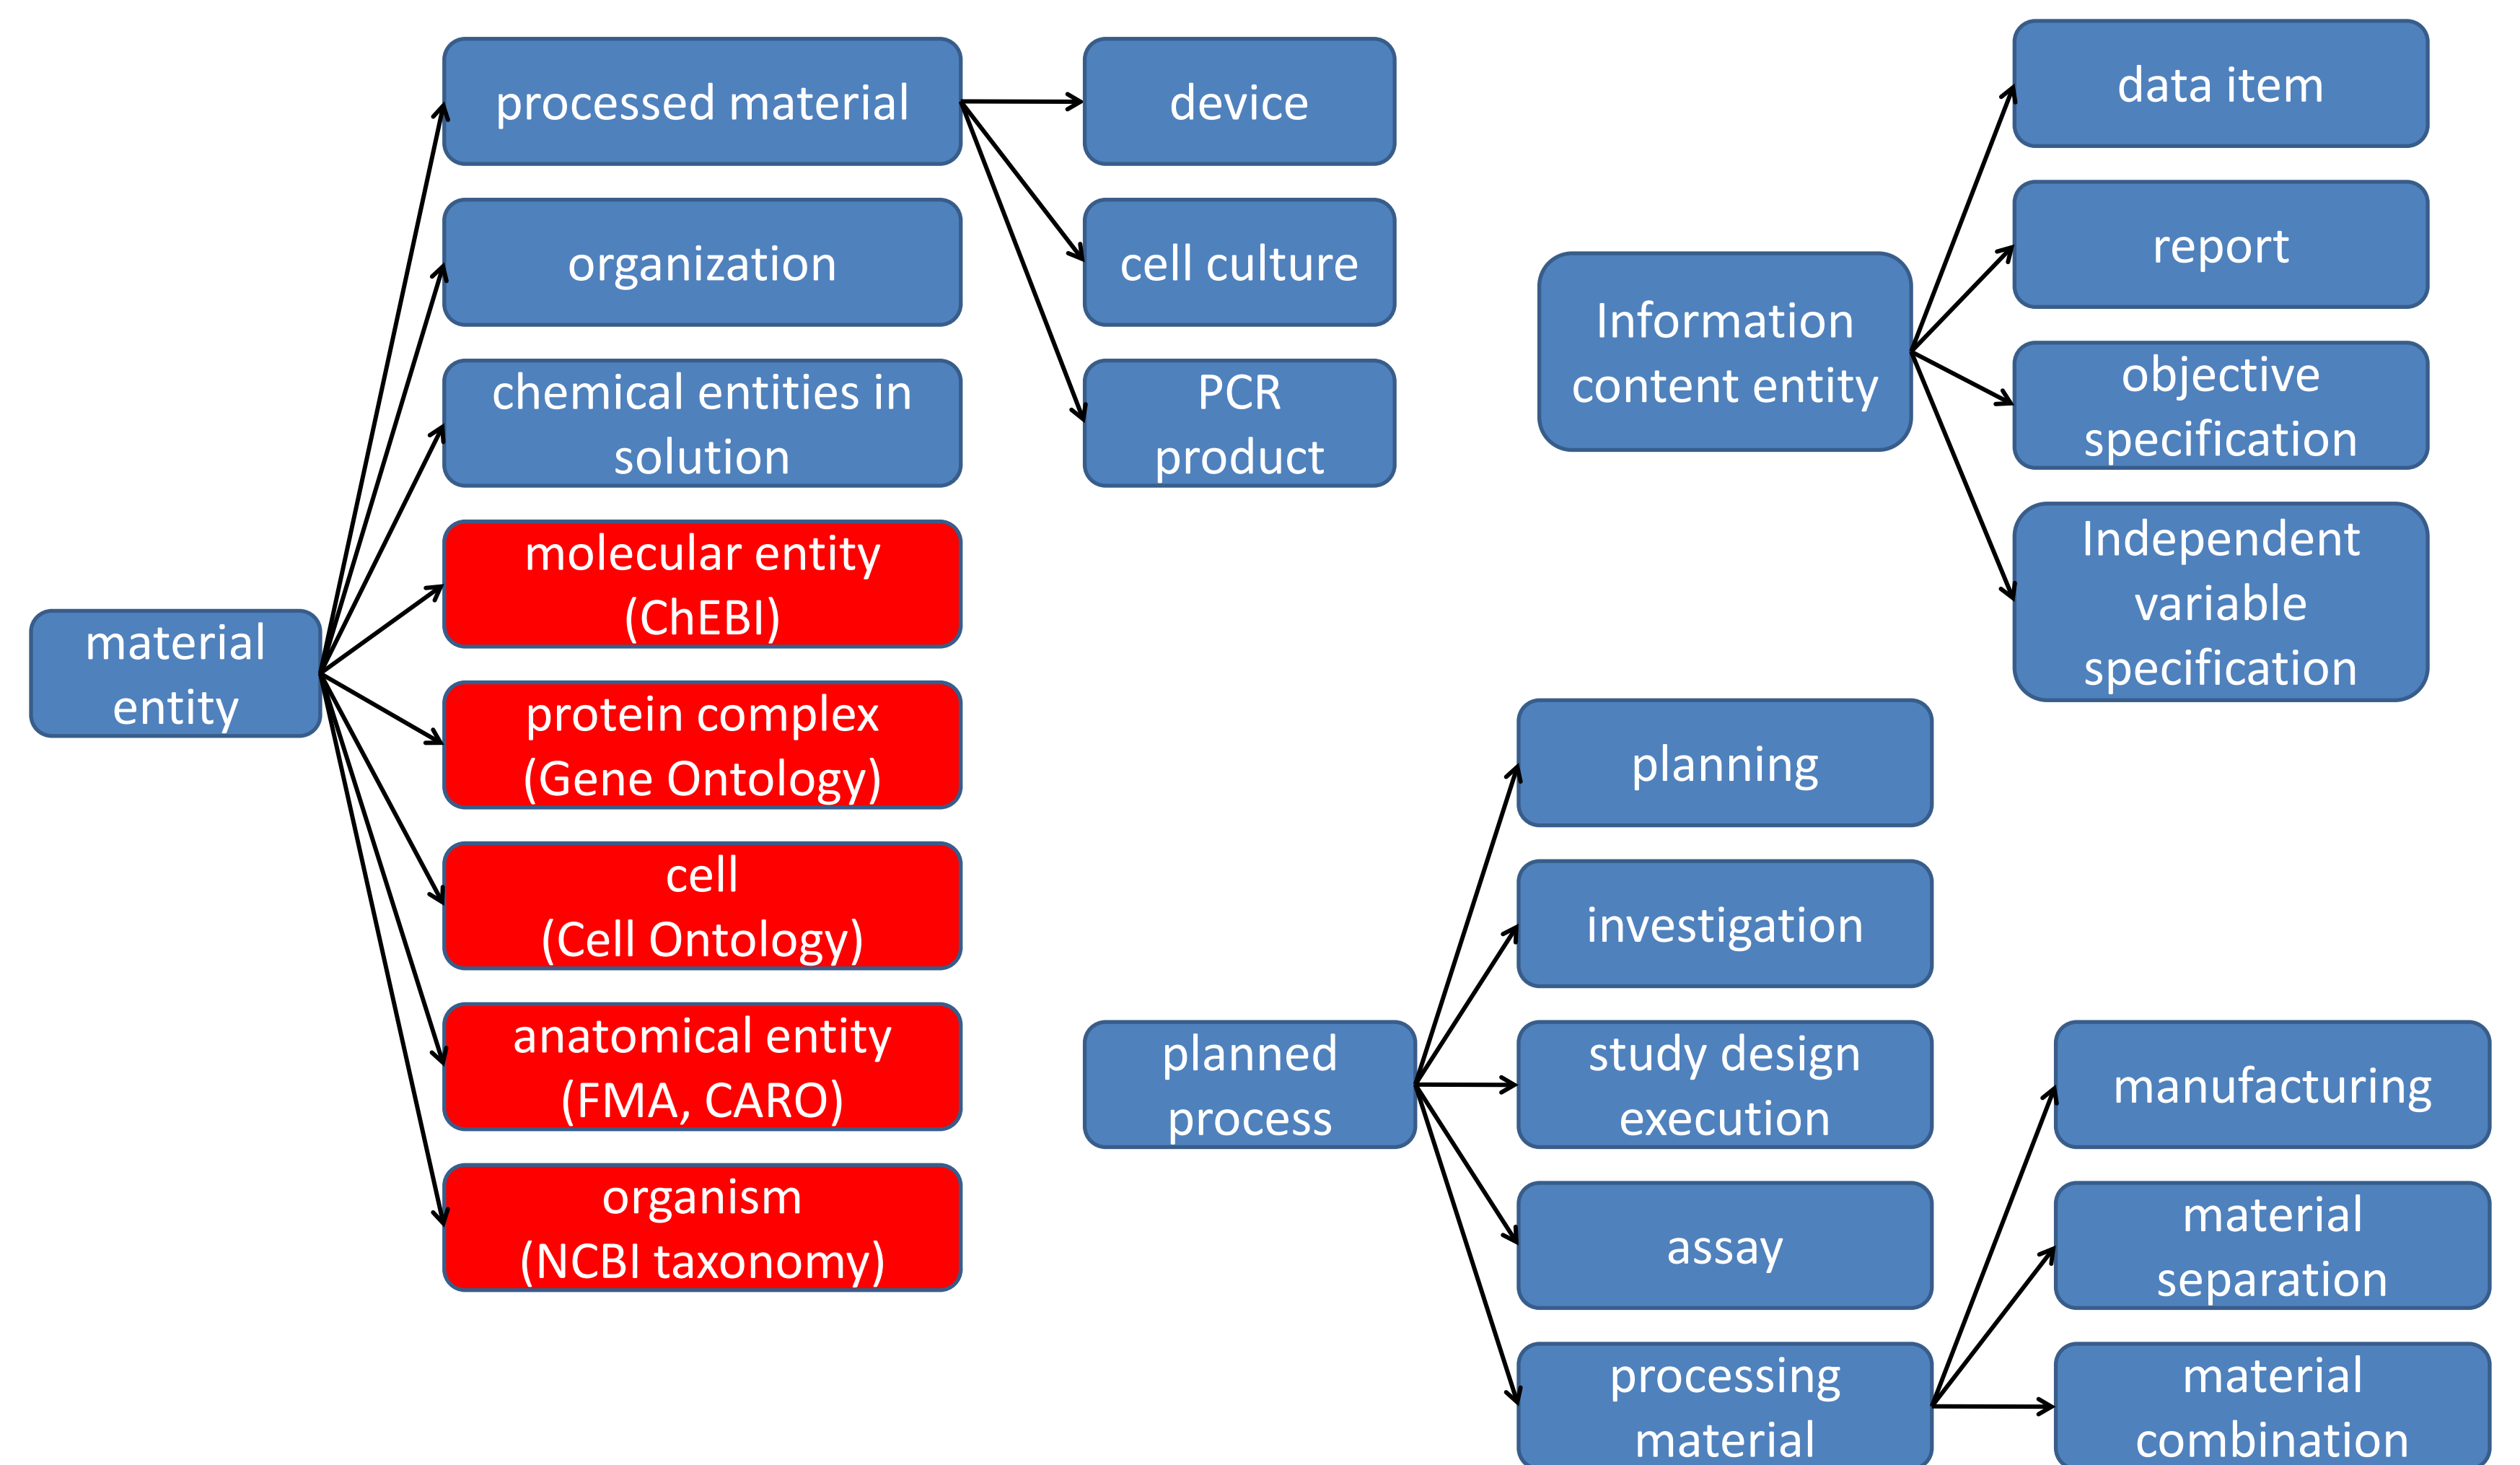 material
entity
processed material
organization
chemical entities in
solution
molecular entity
(ChEBI)
protein complex
(Gene Ontology)
cell
(Cell Ontology)
anatomical entity
(FMA, CARO)
organism
(NCBI taxonomy)
device
cell culture
PCR
product
Information
content entity
data item
report
objective
specification
Independent
variable
specification
planned
process
planning
investigation
study design
execution
assay
processing
material
manufacturing
material
separation
material
combination